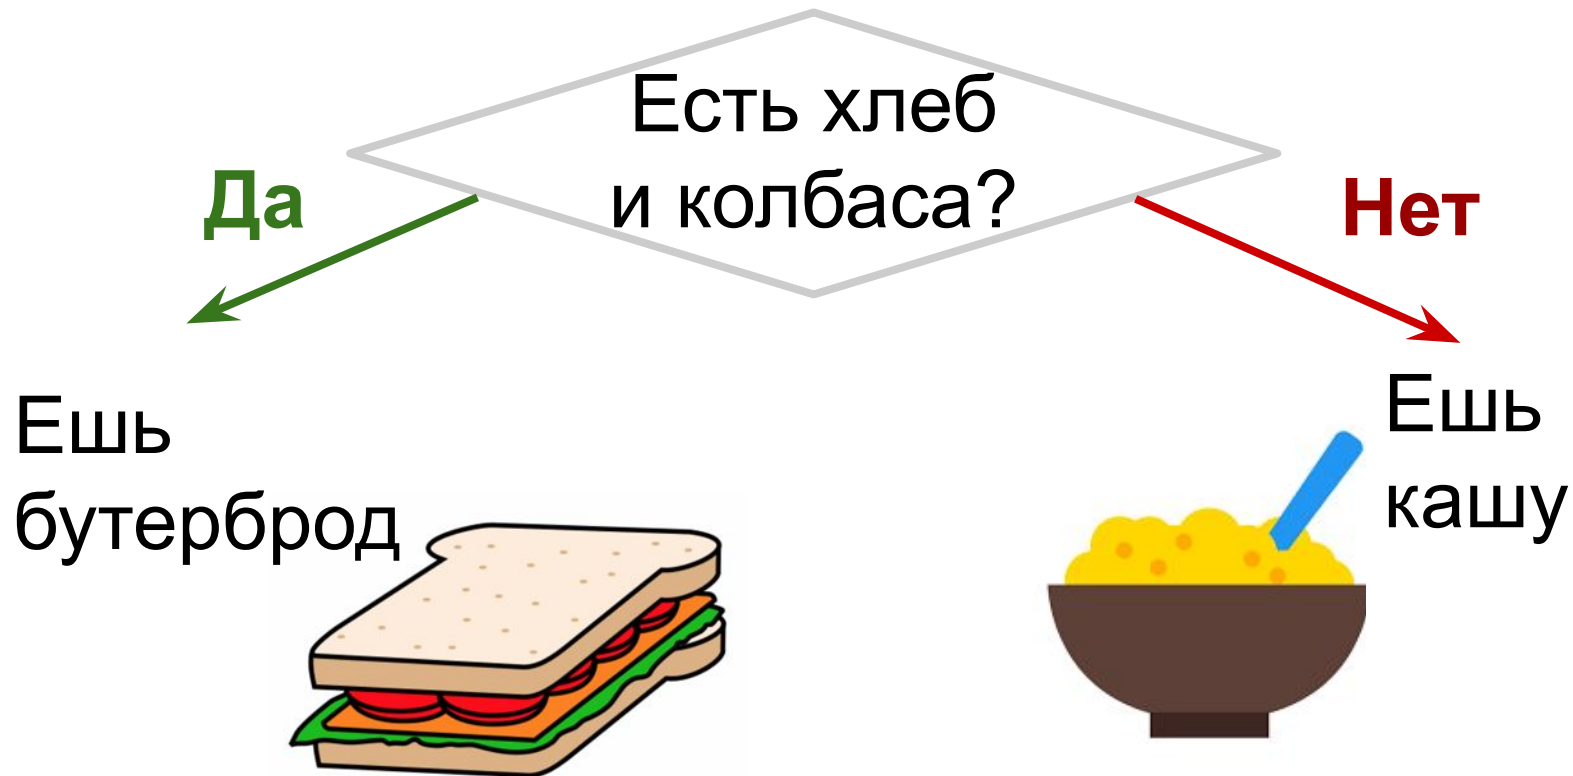 Есть хлеб
и колбаса?
Да
Нет
Ешь
бутерброд
Ешь
кашу